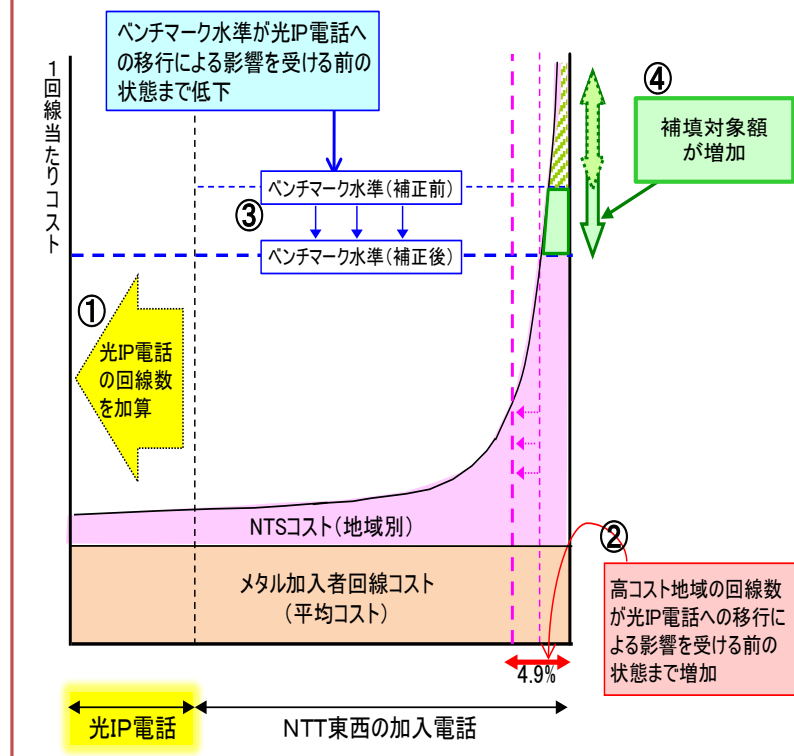 ベンチマーク水準が光IP電話へ
の移行による影響を受ける前の
状態まで低下
1回線当たりコスト
④
補填対象額
が増加
ベンチマーク水準(補正前)
③
ベンチマーク水準(補正後)
①
光IP電話
の回線数
を加算
NTSコスト(地域別)
②
メタル加入者回線コスト
(平均コスト)
高コスト地域の回線数
が光IP電話への移行に
よる影響を受ける前の
状態まで増加
4.9%
光IP電話
NTT東西の加入電話